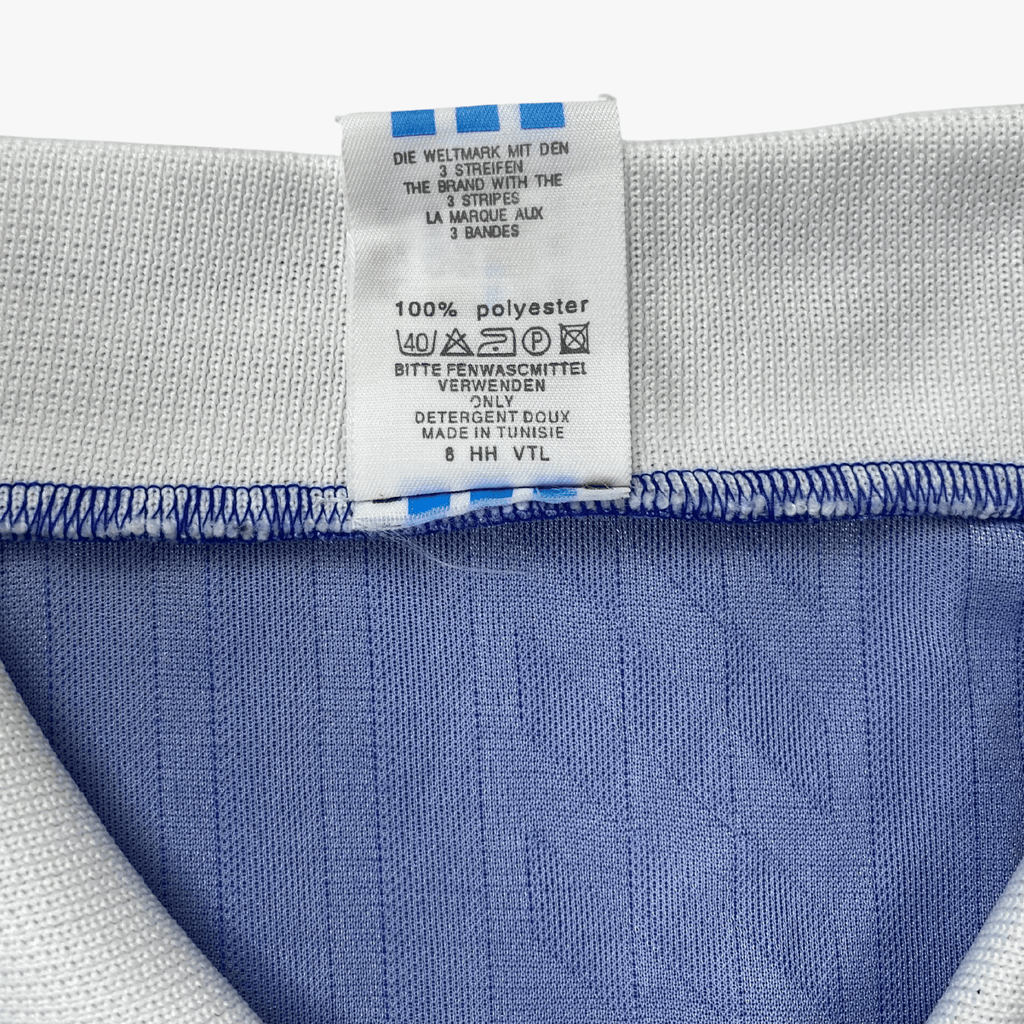 DIE WELTMARK MIT DEN
3 STREIFEN
THE BRAND WITH THE
3 STRIPES
LA MARQUE AUX
3 BANDES
100% polyester
40 P
BITTE FENWASCMITTEL
VERWENDEN
ONLY
DETERGENT DOUX
MADE IN TUNISIE
8 HH VTL